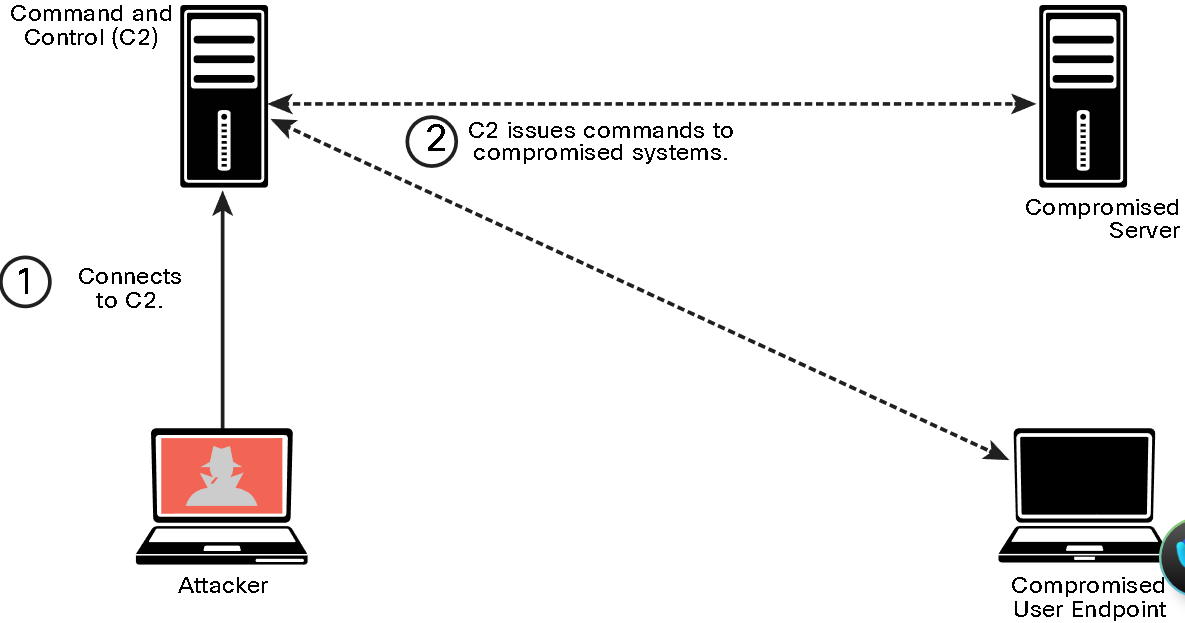 Command and
Control (C2)
2
C2 issues commands to
compromised systems.
Compromised
Server
1
Connects
to C2.
Attacker
Compromised
User Endpoint